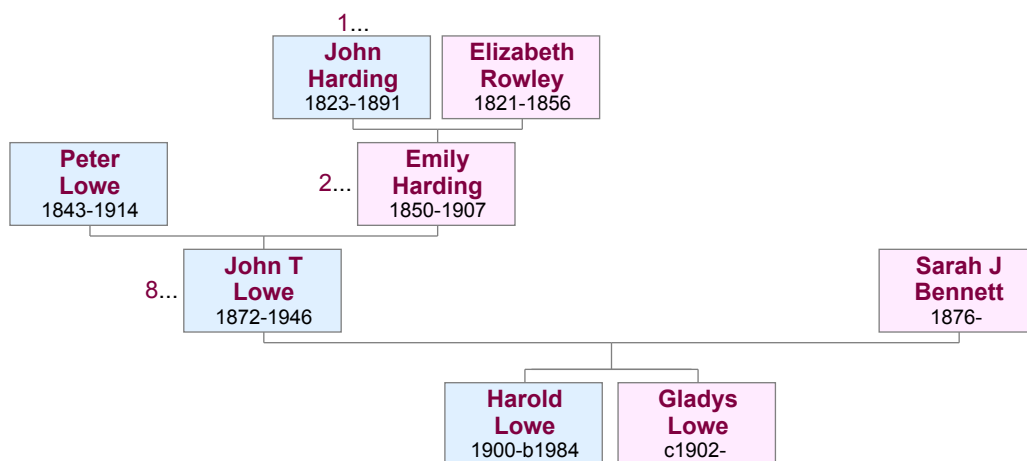 1...
John
Harding
1823-1891
Elizabeth
Rowley
1821-1856
Peter
Lowe
1843-1914
2...
Emily
Harding
1850-1907
8...
John T
Lowe
1872-1946
Sarah J
Bennett
1876-
Harold
Lowe
1900-b1984
Gladys
Lowe
c1902-